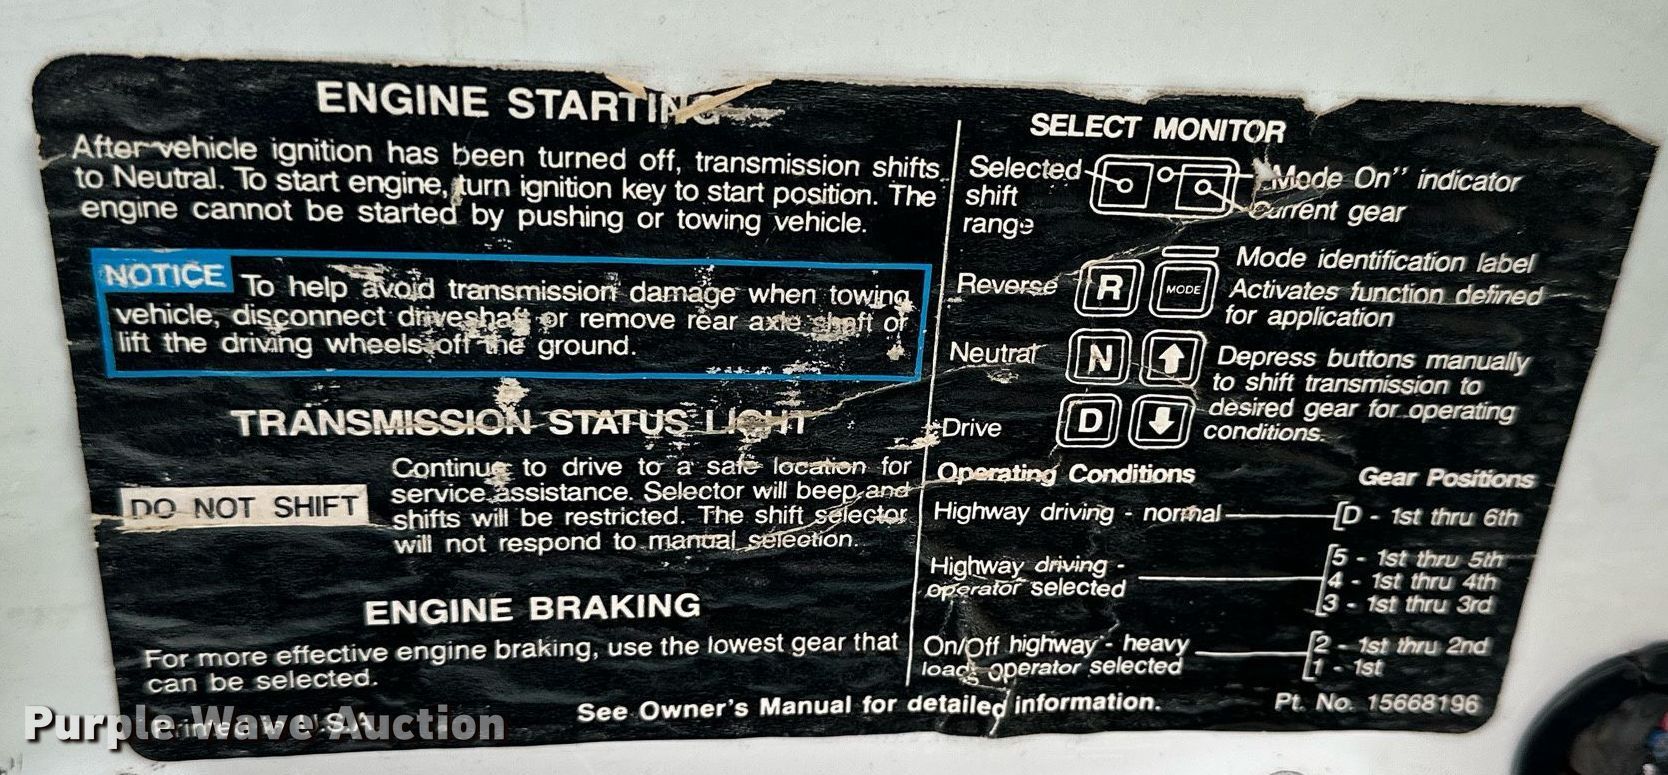 ENGINE STARTING
After vehicle ignition has been turned off, transmission shifts
to Neutral. To start engine, turn ignition key to start position. The
engine cannot be started by pushing or towing vehicle.
NOTICE To help avoid transmission damage when towing
vehicle, disconnect driveshaft or remove rear axle shaft or
lift the driving wheels off the ground.
TRANSMISSION STATUS LIGHT
DO NOT SHIFT
Continue to drive to a safe location for
service assistance. Selector will beep and
shifts will be restricted. The shift selector
will not respond to manual selection.
ENGINE BRAKING
For more effective engine braking, use the lowest gear that
can be selected.
SELECT MONITOR
Selected
shift
range
"Mode On" indicator
Current gear
Mode identification label
Reverse R MODE Activates function defined
for application
Neutral N Depress buttons manually
to shift transmission to
Drive D desired gear for operating
conditions.
Operating Conditions Gear Positions
Highway driving - normal D - 1st thru 6th
Highway driving -
operator selected
5 - 1st thru 5th
4 - 1st thru 4th
3 - 1st thru 3rd
On/Off highway - heavy
loads operator selected
2 - 1st thru 2nd
1 - 1st
See Owner's Manual for detailed information.
Pt. No. 15668196
Printed in U.S.A.
Purple Wave Auction